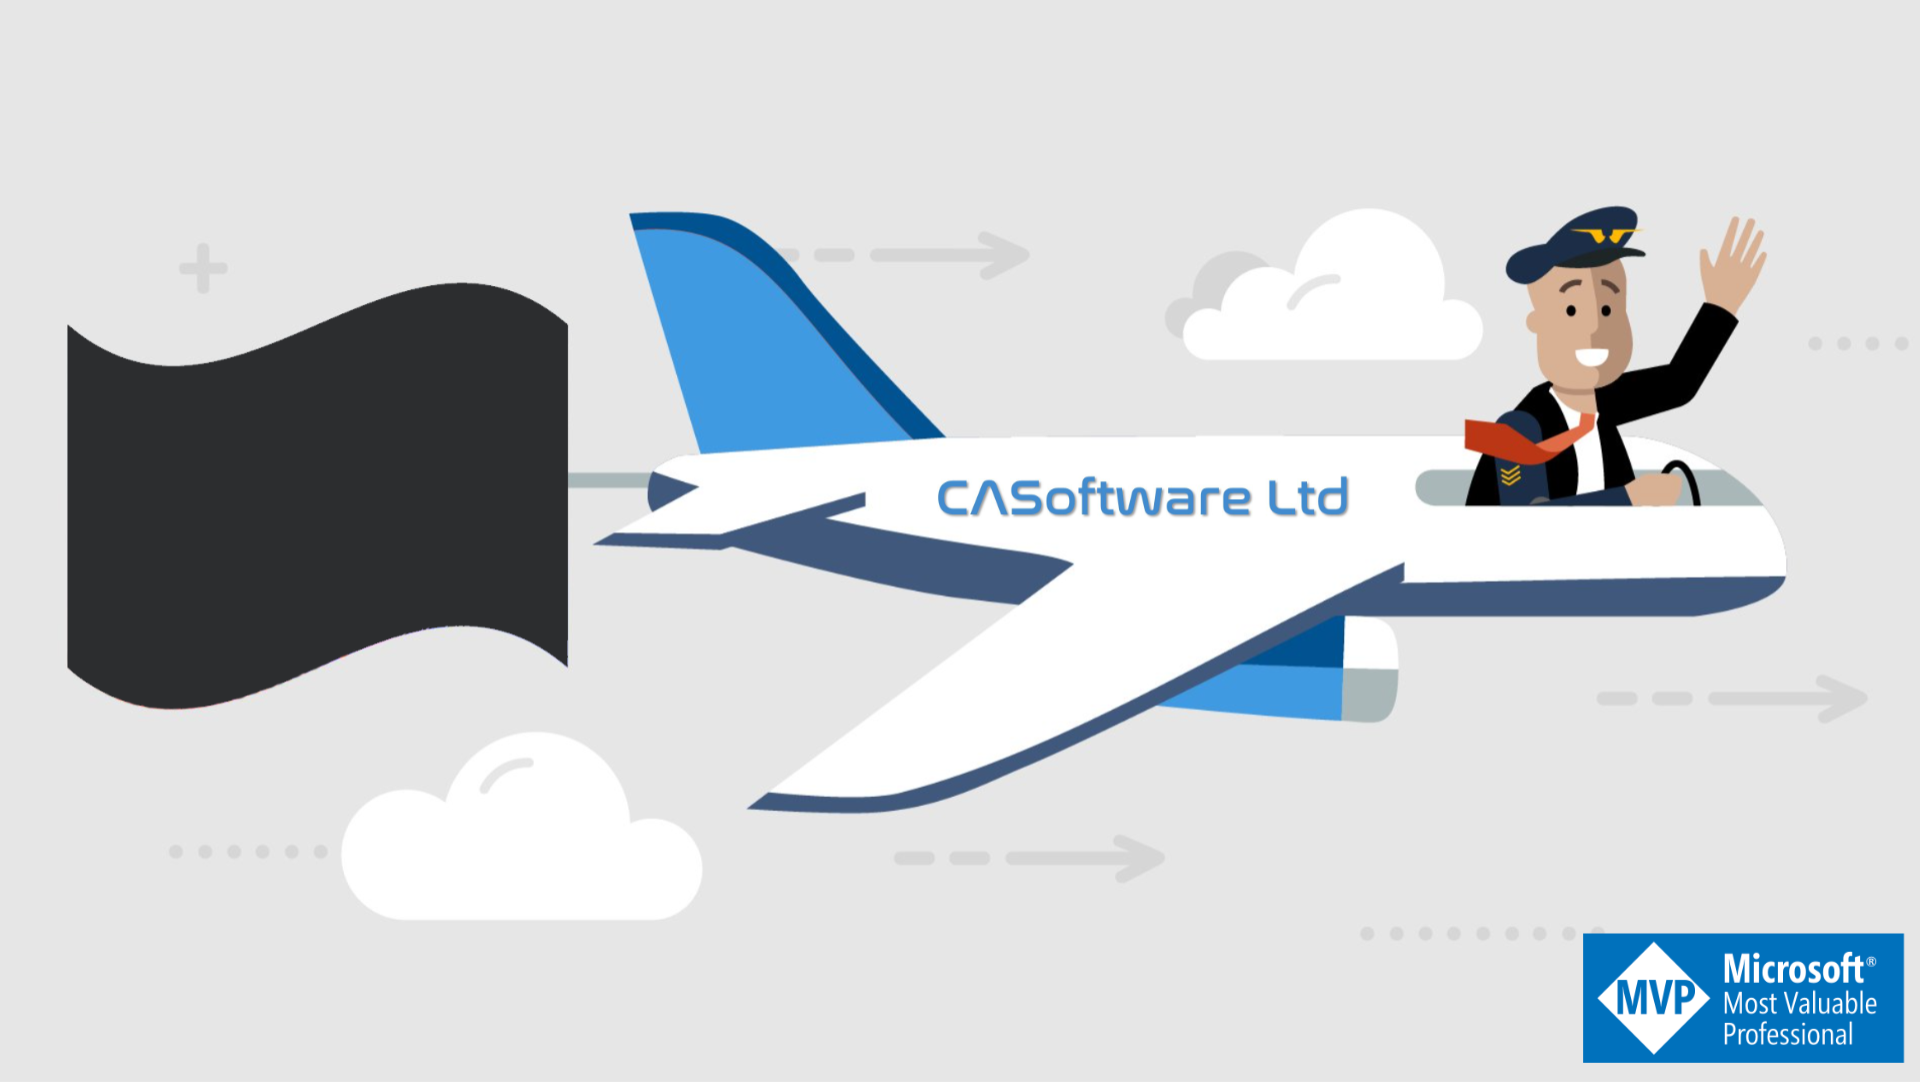 CASoftware Ltd
MVP
Microsoft®
Most Valuable
Professional